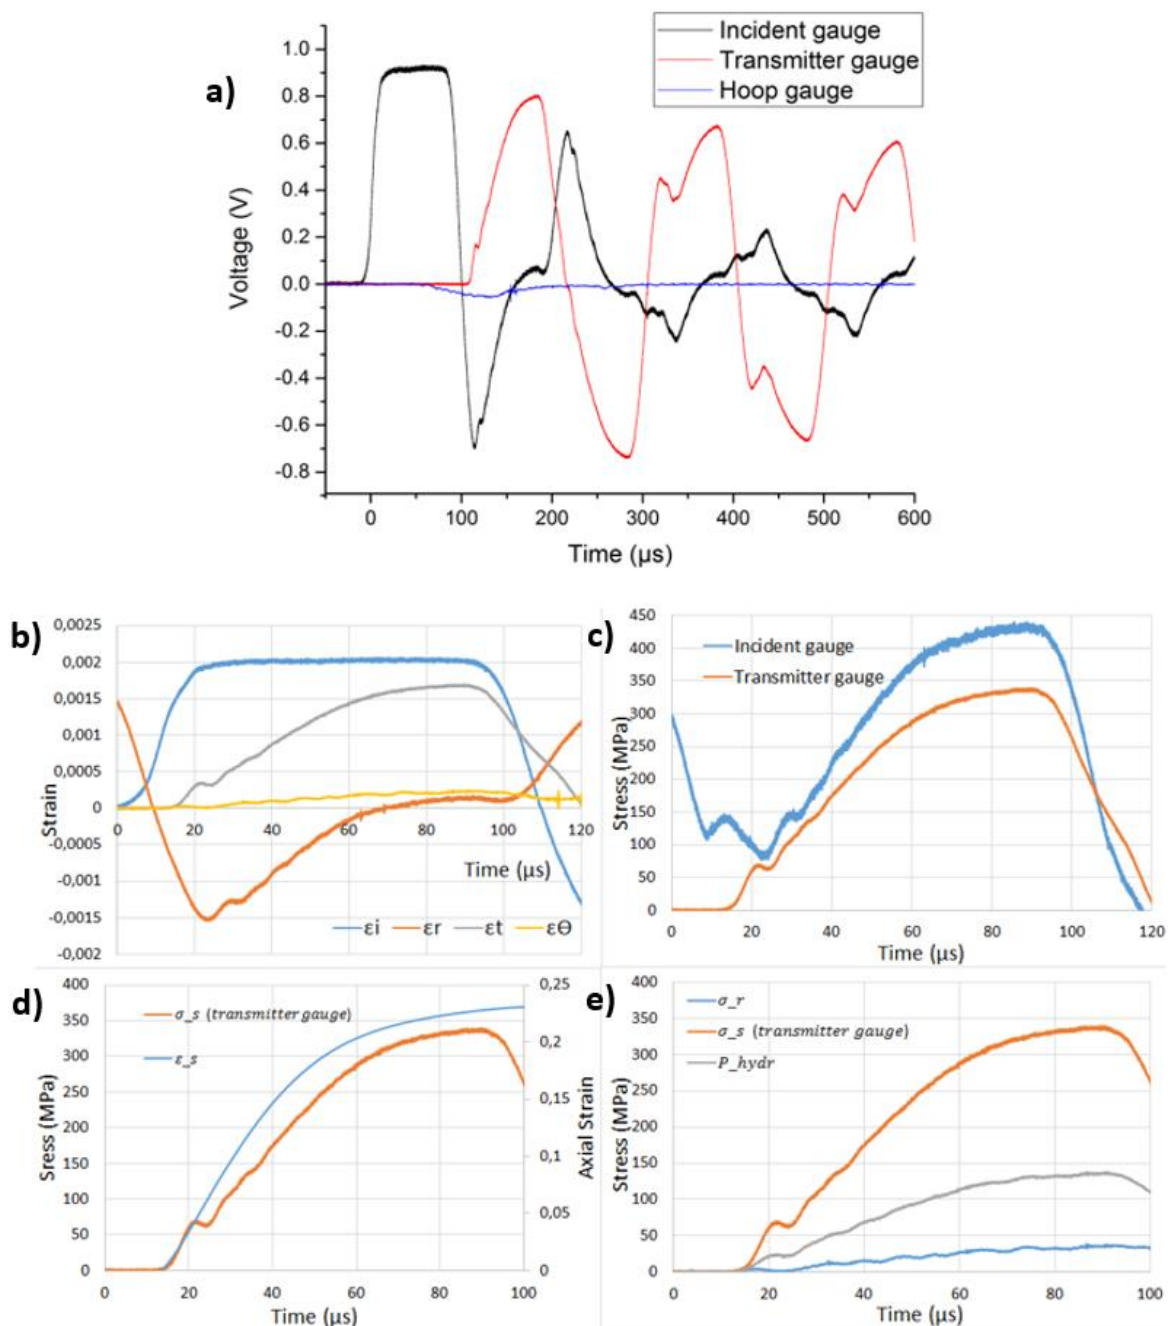 a)
Incident gauge
Transmitter gauge
Hoop gauge
Voltage (V)
1.0
0.8
0.6
0.4
0.2
0.0
-0.2
-0.4
-0.6
-0.8
0 100 200 300 400 500 600
Time (µs)
b)
Strain
0,0025
0,002
0,0015
0,001
0,0005
0
-0,0005
-0,001
-0,0015
-0,002
0 20 40 60 80 100 120
Time (µs)
εi εr εt εΘ
c)
Incident gauge
Transmitter gauge
Stress (MPa)
450
400
350
300
250
200
150
100
50
0
0 20 40 60 80 100 120
Time (µs)
d)
σ_s (transmitter gauge)
ε_s
Sress (MPa)
400
350
300
250
200
150
100
50
0
0,25
0,2
0,15
0,1
0,05
0
Axial Strain
0 20 40 60 80 100
Time (µs)
e)
σ_r
σ_s (transmitter gauge)
P_hydr
Stress (MPa)
400
350
300
250
200
150
100
50
0
0 20 40 60 80 100
Time (µs)